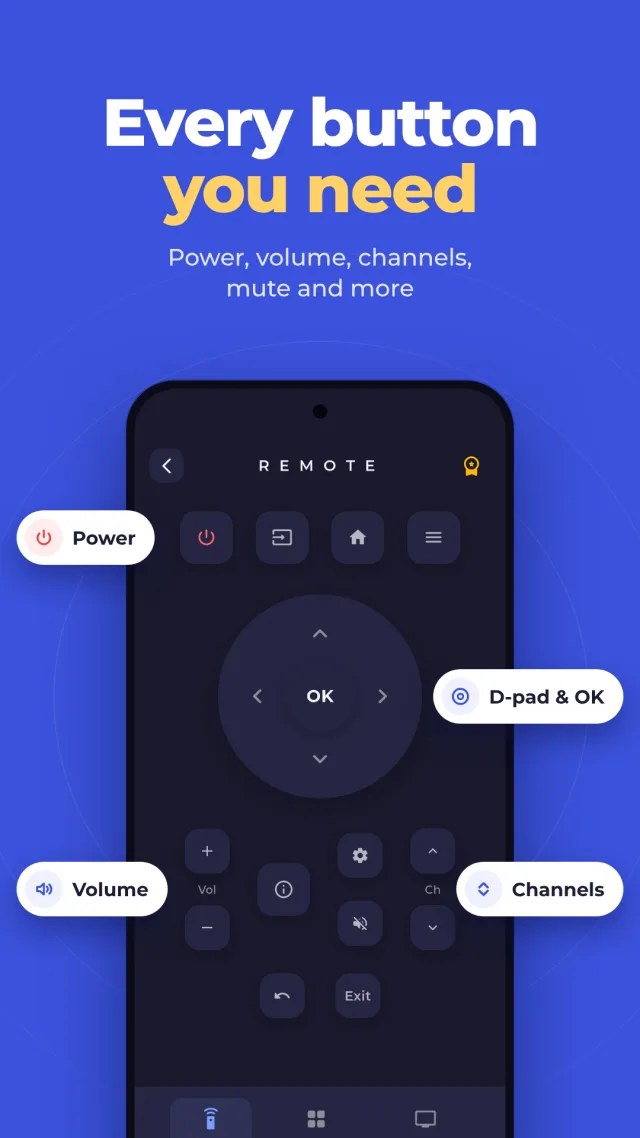 Every button
you need
Power, volume, channels,
mute and more
REMOTE
Power
OK
D-pad & OK
Volume
Vol
Ch
Channels
Exit